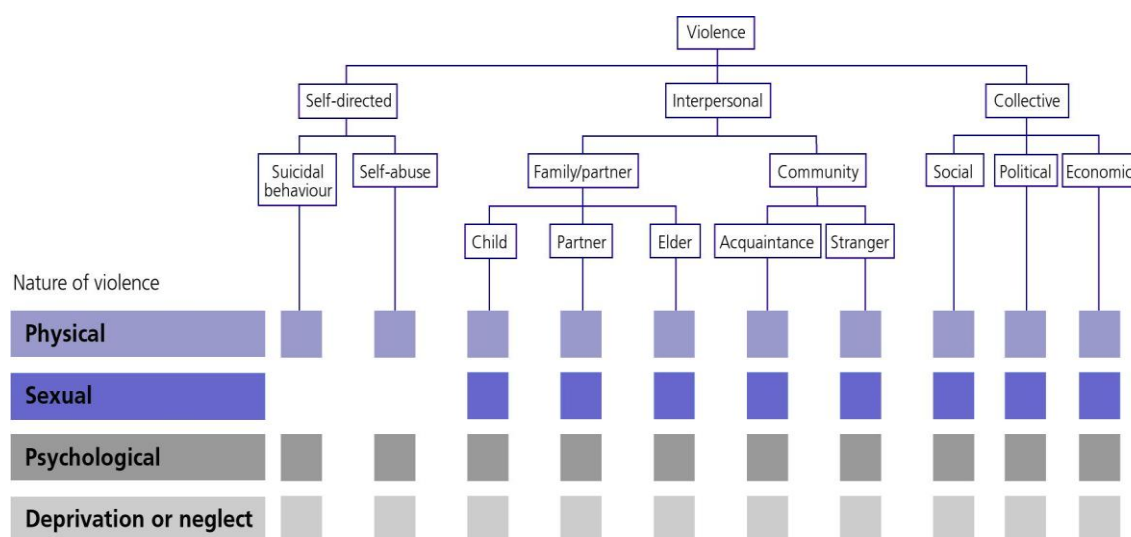 Violence
Self-directed
Interpersonal
Collective
Suicidal
behaviour
Self-abuse
Family/partner
Community
Social
Political
Economic
Child
Partner
Elder
Acquaintance
Stranger
Nature of violence
Physical
Sexual
Psychological
Deprivation or neglect